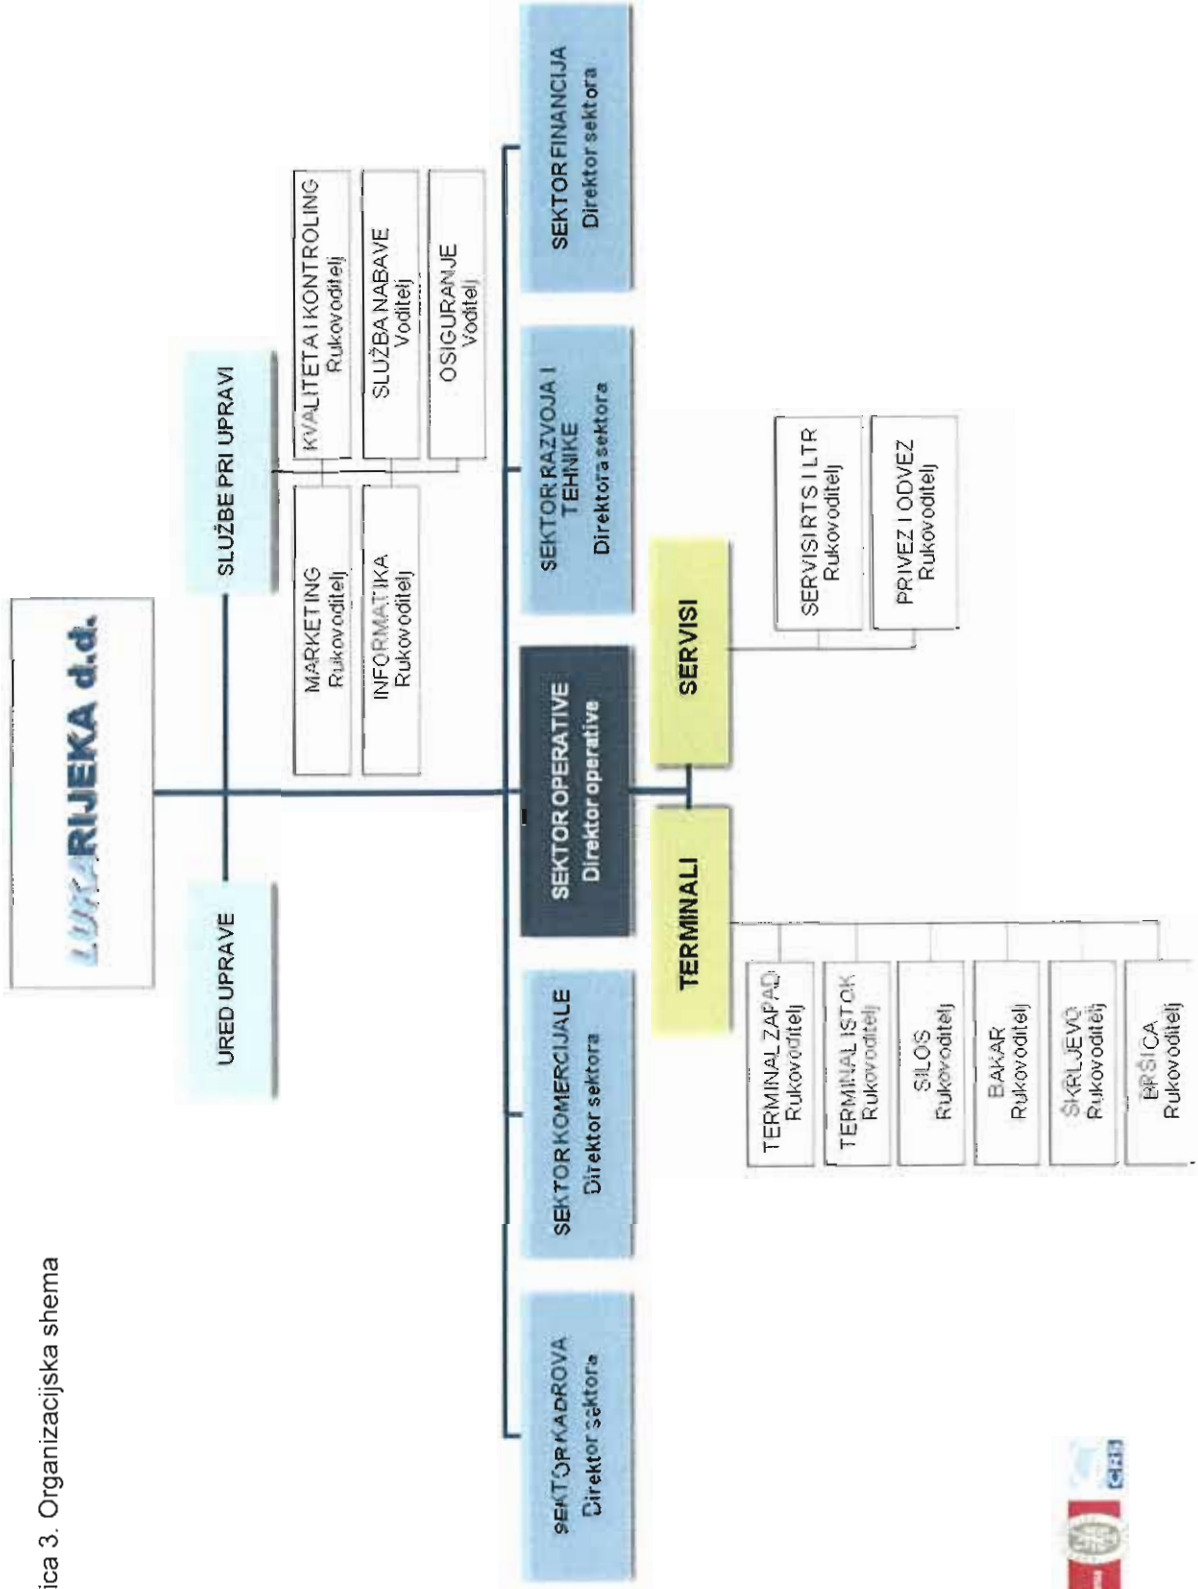 ica 3. Organizacijska shema
LUKA RIJEKA d.d.
URED UPRAVE
SLUŽBE PRI UPRAVI
MARKETING
Rukovoditelj
KVALITETA I KONTROLING
Rukovoditelj
INFORMATIKA
Rukovoditelj
SLUŽBA NABAVE
Voditelj
OSIGURANJE
Voditelj
SEKTOR KADROVA
Direktor sektora
SEKTOR KOMERCIJALE
Direktor sektora
SEKTOR OPERATIVE
Direktor operative
SEKTOR RAZVOJA I
TEHNIKE
Direktora sektora
SEKTOR FINANCIJA
Direktor sektora
TERMINALI
SERVISI
TERMINAL ZAPAD
Rukovoditelj
TERMINAL ISTOK
Rukovoditelj
SILOS
Rukovoditelj
BAKAR
Rukovoditelj
ŠKRLJEVO
Rukovoditelj
BRŠICA
Rukovoditelj
SERVISI RTS I LTR
Rukovoditelj
PRIVEZ I ODVEZ
Rukovoditelj
CRS